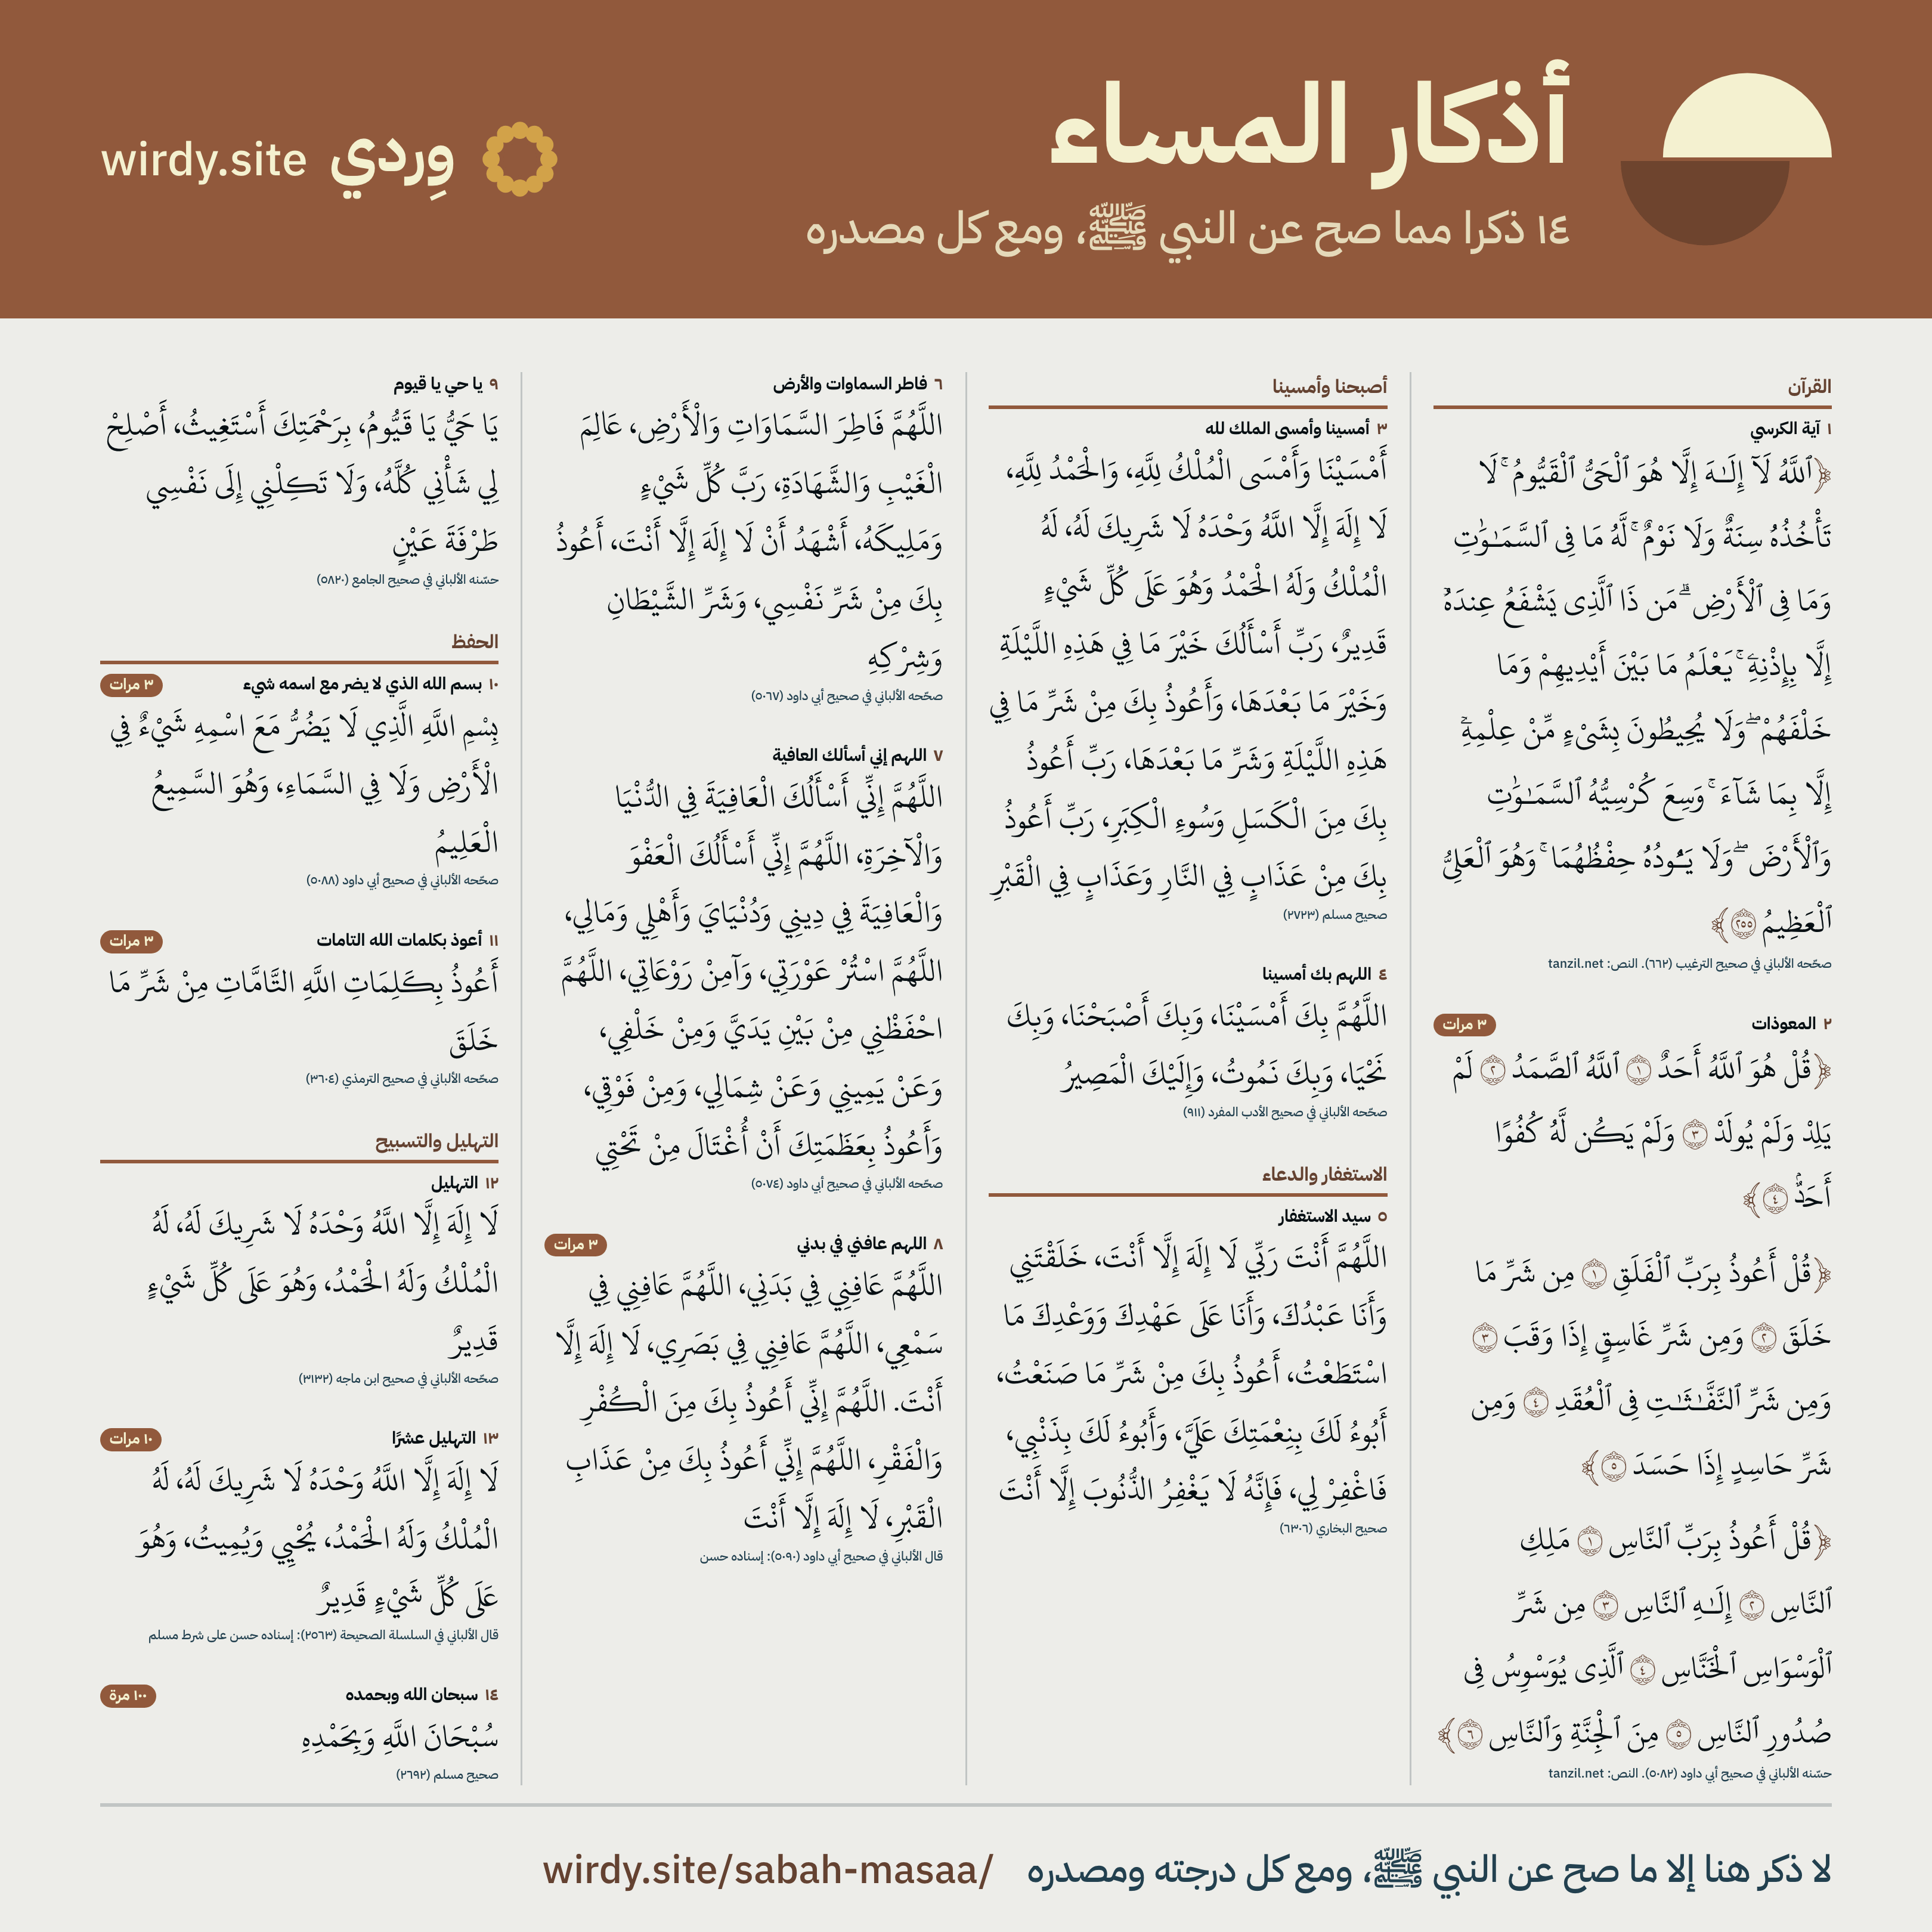 أذكار المساء
١٤ ذكرا مما صح عن النبي ﷺ، ومع كل مصدره
وِردي wirdy.site
القرآن
١ آية الكرسي
﴿ٱللَّهُ لَآ إِلَـٰهَ إِلَّا هُوَ ٱلْحَىُّ ٱلْقَيُّومُ ۚ لَا
تَأْخُذُهُۥ سِنَةٌ وَلَا نَوْمٌ ۚ لَّهُۥ مَا فِى ٱلسَّمَـٰوَٰتِ
وَمَا فِى ٱلْأَرْضِ ۗ مَن ذَا ٱلَّذِى يَشْفَعُ عِندَهُۥٓ
إِلَّا بِإِذْنِهِۦ ۚ يَعْلَمُ مَا بَيْنَ أَيْدِيهِمْ وَمَا
خَلْفَهُمْ ۖ وَلَا يُحِيطُونَ بِشَىْءٍ مِّنْ عِلْمِهِۦٓ
إِلَّا بِمَا شَآءَ ۚ وَسِعَ كُرْسِيُّهُ ٱلسَّمَـٰوَٰتِ
وَٱلْأَرْضَ ۖ وَلَا يَـُٔودُهُۥ حِفْظُهُمَا ۚ وَهُوَ ٱلْعَلِىُّ
ٱلْعَظِيمُ ٢٥٥﴾
صححه الألباني في صحيح الترغيب (٦٦٢). النص: tanzil.net
٢ المعوذات
٣ مرات
﴿قُلْ هُوَ ٱللَّهُ أَحَدٌ ١ ٱللَّهُ ٱلصَّمَدُ ٢ لَمْ
يَلِدْ وَلَمْ يُولَدْ ٣ وَلَمْ يَكُن لَّهُۥ كُفُوًا
أَحَدٌۢ ٤﴾
﴿قُلْ أَعُوذُ بِرَبِّ ٱلْفَلَقِ ١ مِن شَرِّ مَا
خَلَقَ ٢ وَمِن شَرِّ غَاسِقٍ إِذَا وَقَبَ ٣
وَمِن شَرِّ ٱلنَّفَّـٰثَـٰتِ فِى ٱلْعُقَدِ ٤ وَمِن
شَرِّ حَاسِدٍ إِذَا حَسَدَ ٥﴾
﴿قُلْ أَعُوذُ بِرَبِّ ٱلنَّاسِ ١ مَلِكِ
ٱلنَّاسِ ٢ إِلَـٰهِ ٱلنَّاسِ ٣ مِن شَرِّ
ٱلْوَسْوَاسِ ٱلْخَنَّاسِ ٤ ٱلَّذِى يُوَسْوِسُ فِى
صُدُورِ ٱلنَّاسِ ٥ مِنَ ٱلْجِنَّةِ وَٱلنَّاسِ ٦﴾
حسّنه الألباني في صحيح أبي داود (٥٠٨٢). النص: tanzil.net
أصبحنا وأمسينا
٣ أمسينا وأمسى الملك لله
أَمْسَيْنَا وَأَمْسَى الْمُلْكُ لِلَّهِ، وَالْحَمْدُ لِلَّهِ،
لَا إِلَهَ إِلَّا اللَّهُ وَحْدَهُ لَا شَرِيكَ لَهُ، لَهُ
الْمُلْكُ وَلَهُ الْحَمْدُ وَهُوَ عَلَى كُلِّ شَيْءٍ
قَدِيرٌ، رَبِّ أَسْأَلُكَ خَيْرَ مَا فِي هَذِهِ اللَّيْلَةِ
وَخَيْرَ مَا بَعْدَهَا، وَأَعُوذُ بِكَ مِنْ شَرِّ مَا فِي
هَذِهِ اللَّيْلَةِ وَشَرِّ مَا بَعْدَهَا، رَبِّ أَعُوذُ
بِكَ مِنَ الْكَسَلِ وَسُوءِ الْكِبَرِ، رَبِّ أَعُوذُ
بِكَ مِنْ عَذَابٍ فِي النَّارِ وَعَذَابٍ فِي الْقَبْرِ
صحيح مسلم (٢٧٢٣)
٤ اللهم بك أمسينا
اللَّهُمَّ بِكَ أَمْسَيْنَا، وَبِكَ أَصْبَحْنَا، وَبِكَ
نَحْيَا، وَبِكَ نَمُوتُ، وَإِلَيْكَ الْمَصِيرُ
صححه الألباني في صحيح الأدب المفرد (٩١١)
الاستغفار والدعاء
٥ سيد الاستغفار
اللَّهُمَّ أَنْتَ رَبِّي لَا إِلَهَ إِلَّا أَنْتَ، خَلَقْتَنِي
وَأَنَا عَبْدُكَ، وَأَنَا عَلَى عَهْدِكَ وَوَعْدِكَ مَا
اسْتَطَعْتُ، أَعُوذُ بِكَ مِنْ شَرِّ مَا صَنَعْتُ،
أَبُوءُ لَكَ بِنِعْمَتِكَ عَلَيَّ، وَأَبُوءُ لَكَ بِذَنْبِي،
فَاغْفِرْ لِي، فَإِنَّهُ لَا يَغْفِرُ الذُّنُوبَ إِلَّا أَنْتَ
صحيح البخاري (٦٣٠٦)
٦ فاطر السماوات والأرض
اللَّهُمَّ فَاطِرَ السَّمَاوَاتِ وَالْأَرْضِ، عَالِمَ
الْغَيْبِ وَالشَّهَادَةِ، رَبَّ كُلِّ شَيْءٍ
وَمَلِيكَهُ، أَشْهَدُ أَنْ لَا إِلَهَ إِلَّا أَنْتَ، أَعُوذُ
بِكَ مِنْ شَرِّ نَفْسِي، وَشَرِّ الشَّيْطَانِ
وَشِرْكِهِ
صححه الألباني في صحيح أبي داود (٥٠٦٧)
٧ اللهم إني أسألك العافية
اللَّهُمَّ إِنِّي أَسْأَلُكَ الْعَافِيَةَ فِي الدُّنْيَا
وَالْآخِرَةِ، اللَّهُمَّ إِنِّي أَسْأَلُكَ الْعَفْوَ
وَالْعَافِيَةَ فِي دِينِي وَدُنْيَايَ وَأَهْلِي وَمَالِي،
اللَّهُمَّ اسْتُرْ عَوْرَتِي، وَآمِنْ رَوْعَاتِي، اللَّهُمَّ
احْفَظْنِي مِنْ بَيْنِ يَدَيَّ وَمِنْ خَلْفِي،
وَعَنْ يَمِينِي وَعَنْ شِمَالِي، وَمِنْ فَوْقِي،
وَأَعُوذُ بِعَظَمَتِكَ أَنْ أُغْتَالَ مِنْ تَحْتِي
صححه الألباني في صحيح أبي داود (٥٠٧٤)
٨ اللهم عافني في بدني
٣ مرات
اللَّهُمَّ عَافِنِي فِي بَدَنِي، اللَّهُمَّ عَافِنِي فِي
سَمْعِي، اللَّهُمَّ عَافِنِي فِي بَصَرِي، لَا إِلَهَ إِلَّا
أَنْتَ. اللَّهُمَّ إِنِّي أَعُوذُ بِكَ مِنَ الْكُفْرِ
وَالْفَقْرِ، اللَّهُمَّ إِنِّي أَعُوذُ بِكَ مِنْ عَذَابِ
الْقَبْرِ، لَا إِلَهَ إِلَّا أَنْتَ
قال الألباني في صحيح أبي داود (٥٠٩٠): إسناده حسن
٩ يا حي يا قيوم
يَا حَيُّ يَا قَيُّومُ، بِرَحْمَتِكَ أَسْتَغِيثُ، أَصْلِحْ
لِي شَأْنِي كُلَّهُ، وَلَا تَكِلْنِي إِلَى نَفْسِي
طَرْفَةَ عَيْنٍ
حسّنه الألباني في صحيح الجامع (٥٨٢٠)
الحفظ
١٠ بسم الله الذي لا يضر مع اسمه شيء
٣ مرات
بِسْمِ اللَّهِ الَّذِي لَا يَضُرُّ مَعَ اسْمِهِ شَيْءٌ فِي
الْأَرْضِ وَلَا فِي السَّمَاءِ، وَهُوَ السَّمِيعُ
الْعَلِيمُ
صححه الألباني في صحيح أبي داود (٥٠٨٨)
١١ أعوذ بكلمات الله التامات
٣ مرات
أَعُوذُ بِكَلِمَاتِ اللَّهِ التَّامَّاتِ مِنْ شَرِّ مَا
خَلَقَ
صححه الألباني في صحيح الترمذي (٣٦٠٤)
التهليل والتسبيح
١٢ التهليل
لَا إِلَهَ إِلَّا اللَّهُ وَحْدَهُ لَا شَرِيكَ لَهُ، لَهُ
الْمُلْكُ وَلَهُ الْحَمْدُ، وَهُوَ عَلَى كُلِّ شَيْءٍ
قَدِيرٌ
صححه الألباني في صحيح ابن ماجه (٣١٣٢)
١٣ التهليل عشرًا
١٠ مرات
لَا إِلَهَ إِلَّا اللَّهُ وَحْدَهُ لَا شَرِيكَ لَهُ، لَهُ
الْمُلْكُ وَلَهُ الْحَمْدُ، يُحْيِي وَيُمِيتُ، وَهُوَ
عَلَى كُلِّ شَيْءٍ قَدِيرٌ
قال الألباني في السلسلة الصحيحة (٢٥٦٣): إسناده حسن على شرط مسلم
١٤ سبحان الله وبحمده
١٠٠ مرة
سُبْحَانَ اللَّهِ وَبِحَمْدِهِ
صحيح مسلم (٢٦٩٢)
لا ذكر هنا إلا ما صح عن النبي ﷺ، ومع كل درجته ومصدره wirdy.site/sabah-masaa/